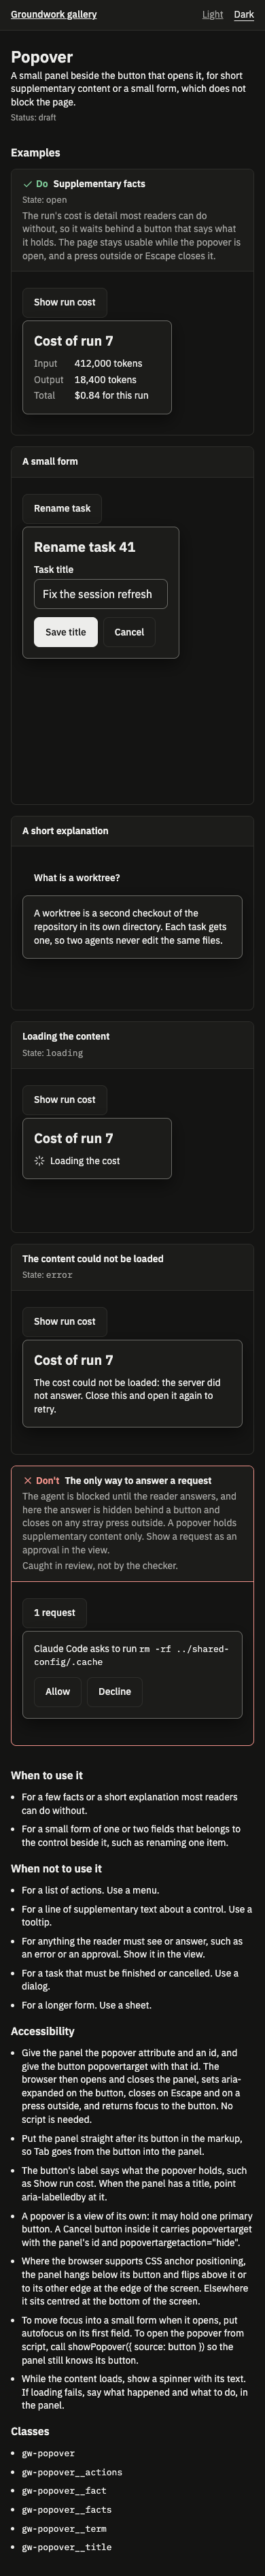 Groundwork gallery Light Dark
Popover
A small panel beside the button that opens it, for short
supplementary content or a small form, which does not
block the page.
Status: draft
Examples
Do Supplementary facts
State: open
The run's cost is detail most readers can do
without, so it waits behind a button that says what
it holds. The page stays usable while the popover is
open, and a press outside or Escape closes it.
Show run cost
Cost of run 7
Input 412,000 tokens
Output 18,400 tokens
Total $0.84 for this run
A small form
Rename task
Rename task 41
Task title
Fix the session refresh
Save title Cancel
A short explanation
What is a worktree?
A worktree is a second checkout of the
repository in its own directory. Each task gets
one, so two agents never edit the same files.
Loading the content
State: loading
Show run cost
Cost of run 7
Loading the cost
The content could not be loaded
State: error
Show run cost
Cost of run 7
The cost could not be loaded: the server did
not answer. Close this and open it again to
retry.
Don't The only way to answer a request
The agent is blocked until the reader answers, and
here the answer is hidden behind a button and
closes on any stray press outside. A popover holds
supplementary content only. Show a request as an
approval in the view.
Caught in review, not by the checker.
1 request
Claude Code asks to run rm -rf ../shared-
config/.cache
Allow Decline
When to use it
• For a few facts or a short explanation most readers
can do without.
• For a small form of one or two fields that belongs to
the control beside it, such as renaming one item.
When not to use it
• For a list of actions. Use a menu.
• For a line of supplementary text about a control. Use a
tooltip.
• For anything the reader must see or answer, such as
an error or an approval. Show it in the view.
• For a task that must be finished or cancelled. Use a
dialog.
• For a longer form. Use a sheet.
Accessibility
• Give the panel the popover attribute and an id, and
give the button popovertarget with that id. The
browser then opens and closes the panel, sets aria-
expanded on the button, closes on Escape and on a
press outside, and returns focus to the button. No
script is needed.
• Put the panel straight after its button in the markup,
so Tab goes from the button into the panel.
• The button's label says what the popover holds, such
as Show run cost. When the panel has a title, point
aria-labelledby at it.
• A popover is a view of its own: it may hold one primary
button. A Cancel button inside it carries popovertarget
with the panel's id and popovertargetaction="hide".
• Where the browser supports CSS anchor positioning,
the panel hangs below its button and flips above it or
to its other edge at the edge of the screen. Elsewhere
it sits centred at the bottom of the screen.
• To move focus into a small form when it opens, put
autofocus on its first field. To open the popover from
script, call showPopover({ source: button }) so the
panel still knows its button.
• While the content loads, show a spinner with its text.
If loading fails, say what happened and what to do, in
the panel.
Classes
• gw-popover
• gw-popover__actions
• gw-popover__fact
• gw-popover__facts
• gw-popover__term
• gw-popover__title